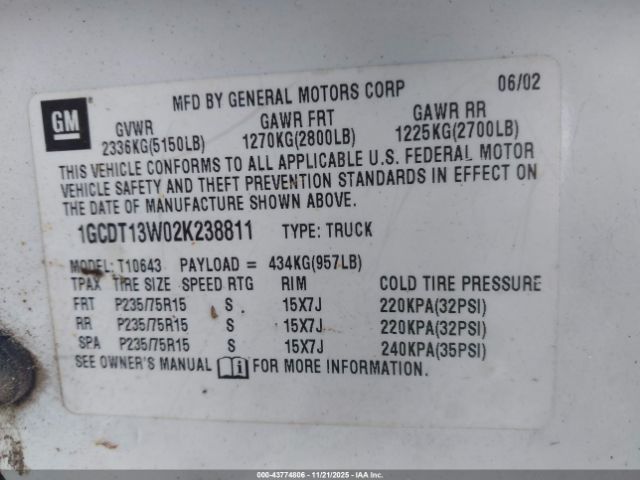 GM
MFD BY GENERAL MOTORS CORP 06/02
GVWR GAWR FRT GAWR RR
2336KG(5150LB) 1270KG(2800LB) 1225KG(2700LB)
THIS VEHICLE CONFORMS TO ALL APPLICABLE U.S. FEDERAL MOTOR
VEHICLE SAFETY AND THEFT PREVENTION STANDARDS IN EFFECT ON
THE DATE OF MANUFACTURE SHOWN ABOVE.
1GCDT13W02K238811 TYPE: TRUCK
MODEL: T10643 PAYLOAD = 434KG(957LB)
TPAX TIRE SIZE SPEED RTG RIM COLD TIRE PRESSURE
FRT P235/75R15 S 15X7J 220KPA(32PSI)
RR P235/75R15 S 15X7J 220KPA(32PSI)
SPA P235/75R15 S 15X7J 240KPA(35PSI)
SEE OWNER'S MANUAL i FOR MORE INFORMATION.
000-43774806 - 11/21/2025 - IAAI.COM